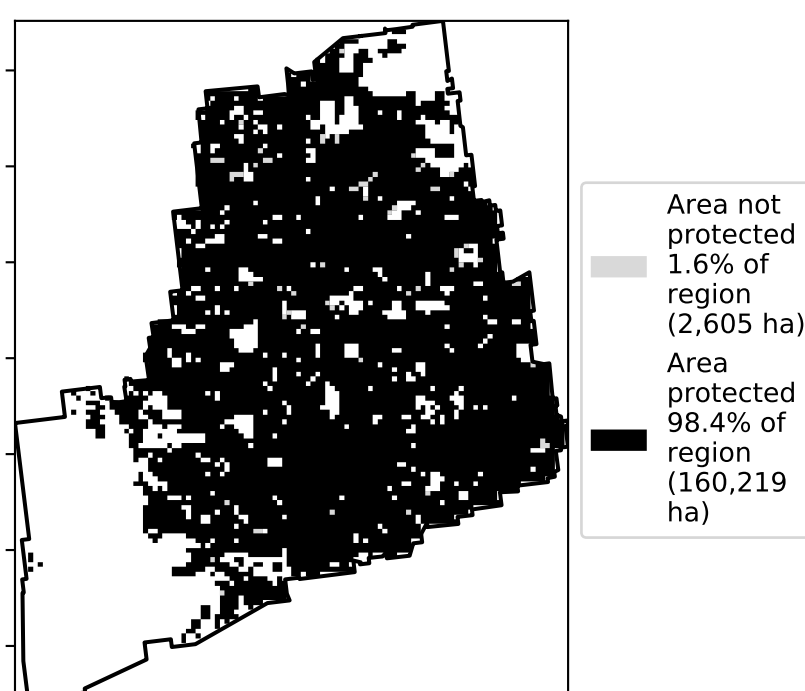 Area not
protected
1.6% of
region
(2,605 ha)
Area
protected
98.4% of
region
(160,219
ha)